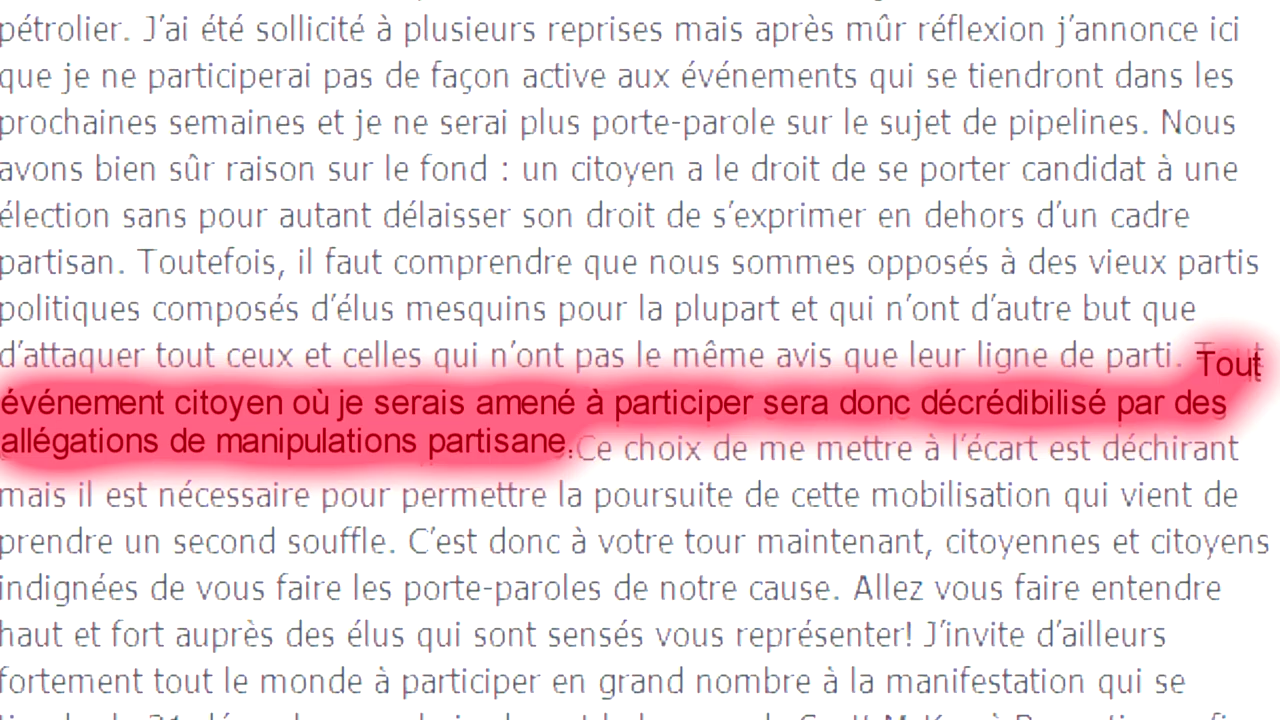 pétrolier. J’ai été sollicité à plusieurs reprises mais après mûr réflexion j’annonce ici
que je ne participerai pas de façon active aux événements qui se tiendront dans les
prochaines semaines et je ne serai plus porte-parole sur le sujet de pipelines. Nous
avons bien sûr raison sur le fond : un citoyen a le droit de se porter candidat à une
élection sans pour autant délaisser son droit de s’exprimer en dehors d’un cadre
partisan. Toutefois, il faut comprendre que nous sommes opposés à des vieux partis
politiques composés d’élus mesquins pour la plupart et qui n’ont d’autre but que
d’attaquer tout ceux et celles qui n’ont pas le même avis que leur ligne de parti. Tout
événement citoyen où je serais amené à participer sera donc décrédibilisé par des
allégations de manipulations partisane. Ce choix de me mettre à l’écart est déchirant
mais il est nécessaire pour permettre la poursuite de cette mobilisation qui vient de
prendre un second souffle. C’est donc à votre tour maintenant, citoyennes et citoyens
indignées de vous faire les porte-paroles de notre cause. Allez vous faire entendre
haut et fort auprès des élus qui sont sensés vous représenter! J’invite d’ailleurs
fortement tout le monde à participer en grand nombre à la manifestation qui se